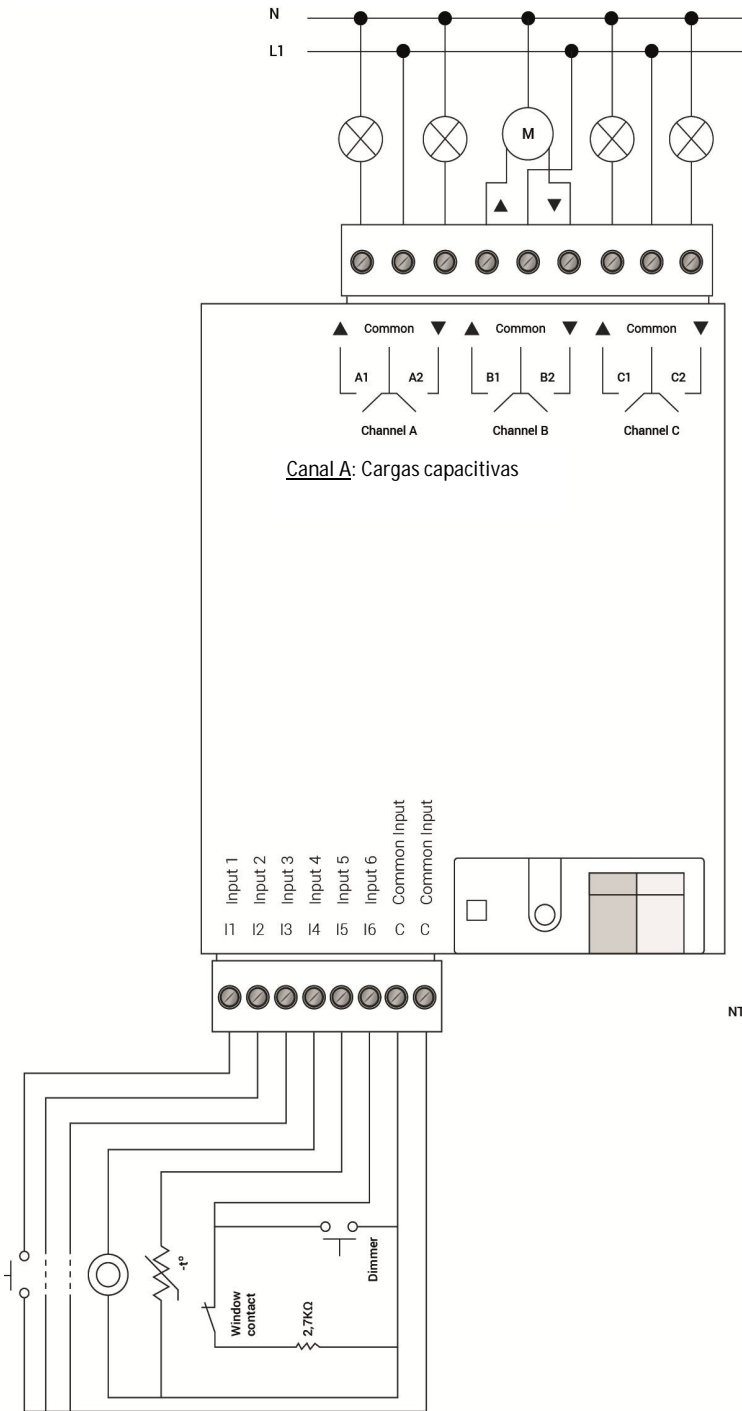 N
L1
M
▲ ▼
▲ Common ▼ ▲ Common ▼ ▲ Common ▼
A1 A2 B1 B2 C1 C2
Channel A Channel B Channel C
Canal A: Cargas capacitivas
Input 1
Input 2
Input 3
Input 4
Input 5
Input 6
Common Input
Common Input
I1 I2 I3 I4 I5 I6 C C
NT
-tº
Window
contact
2,7KΩ
Dimmer